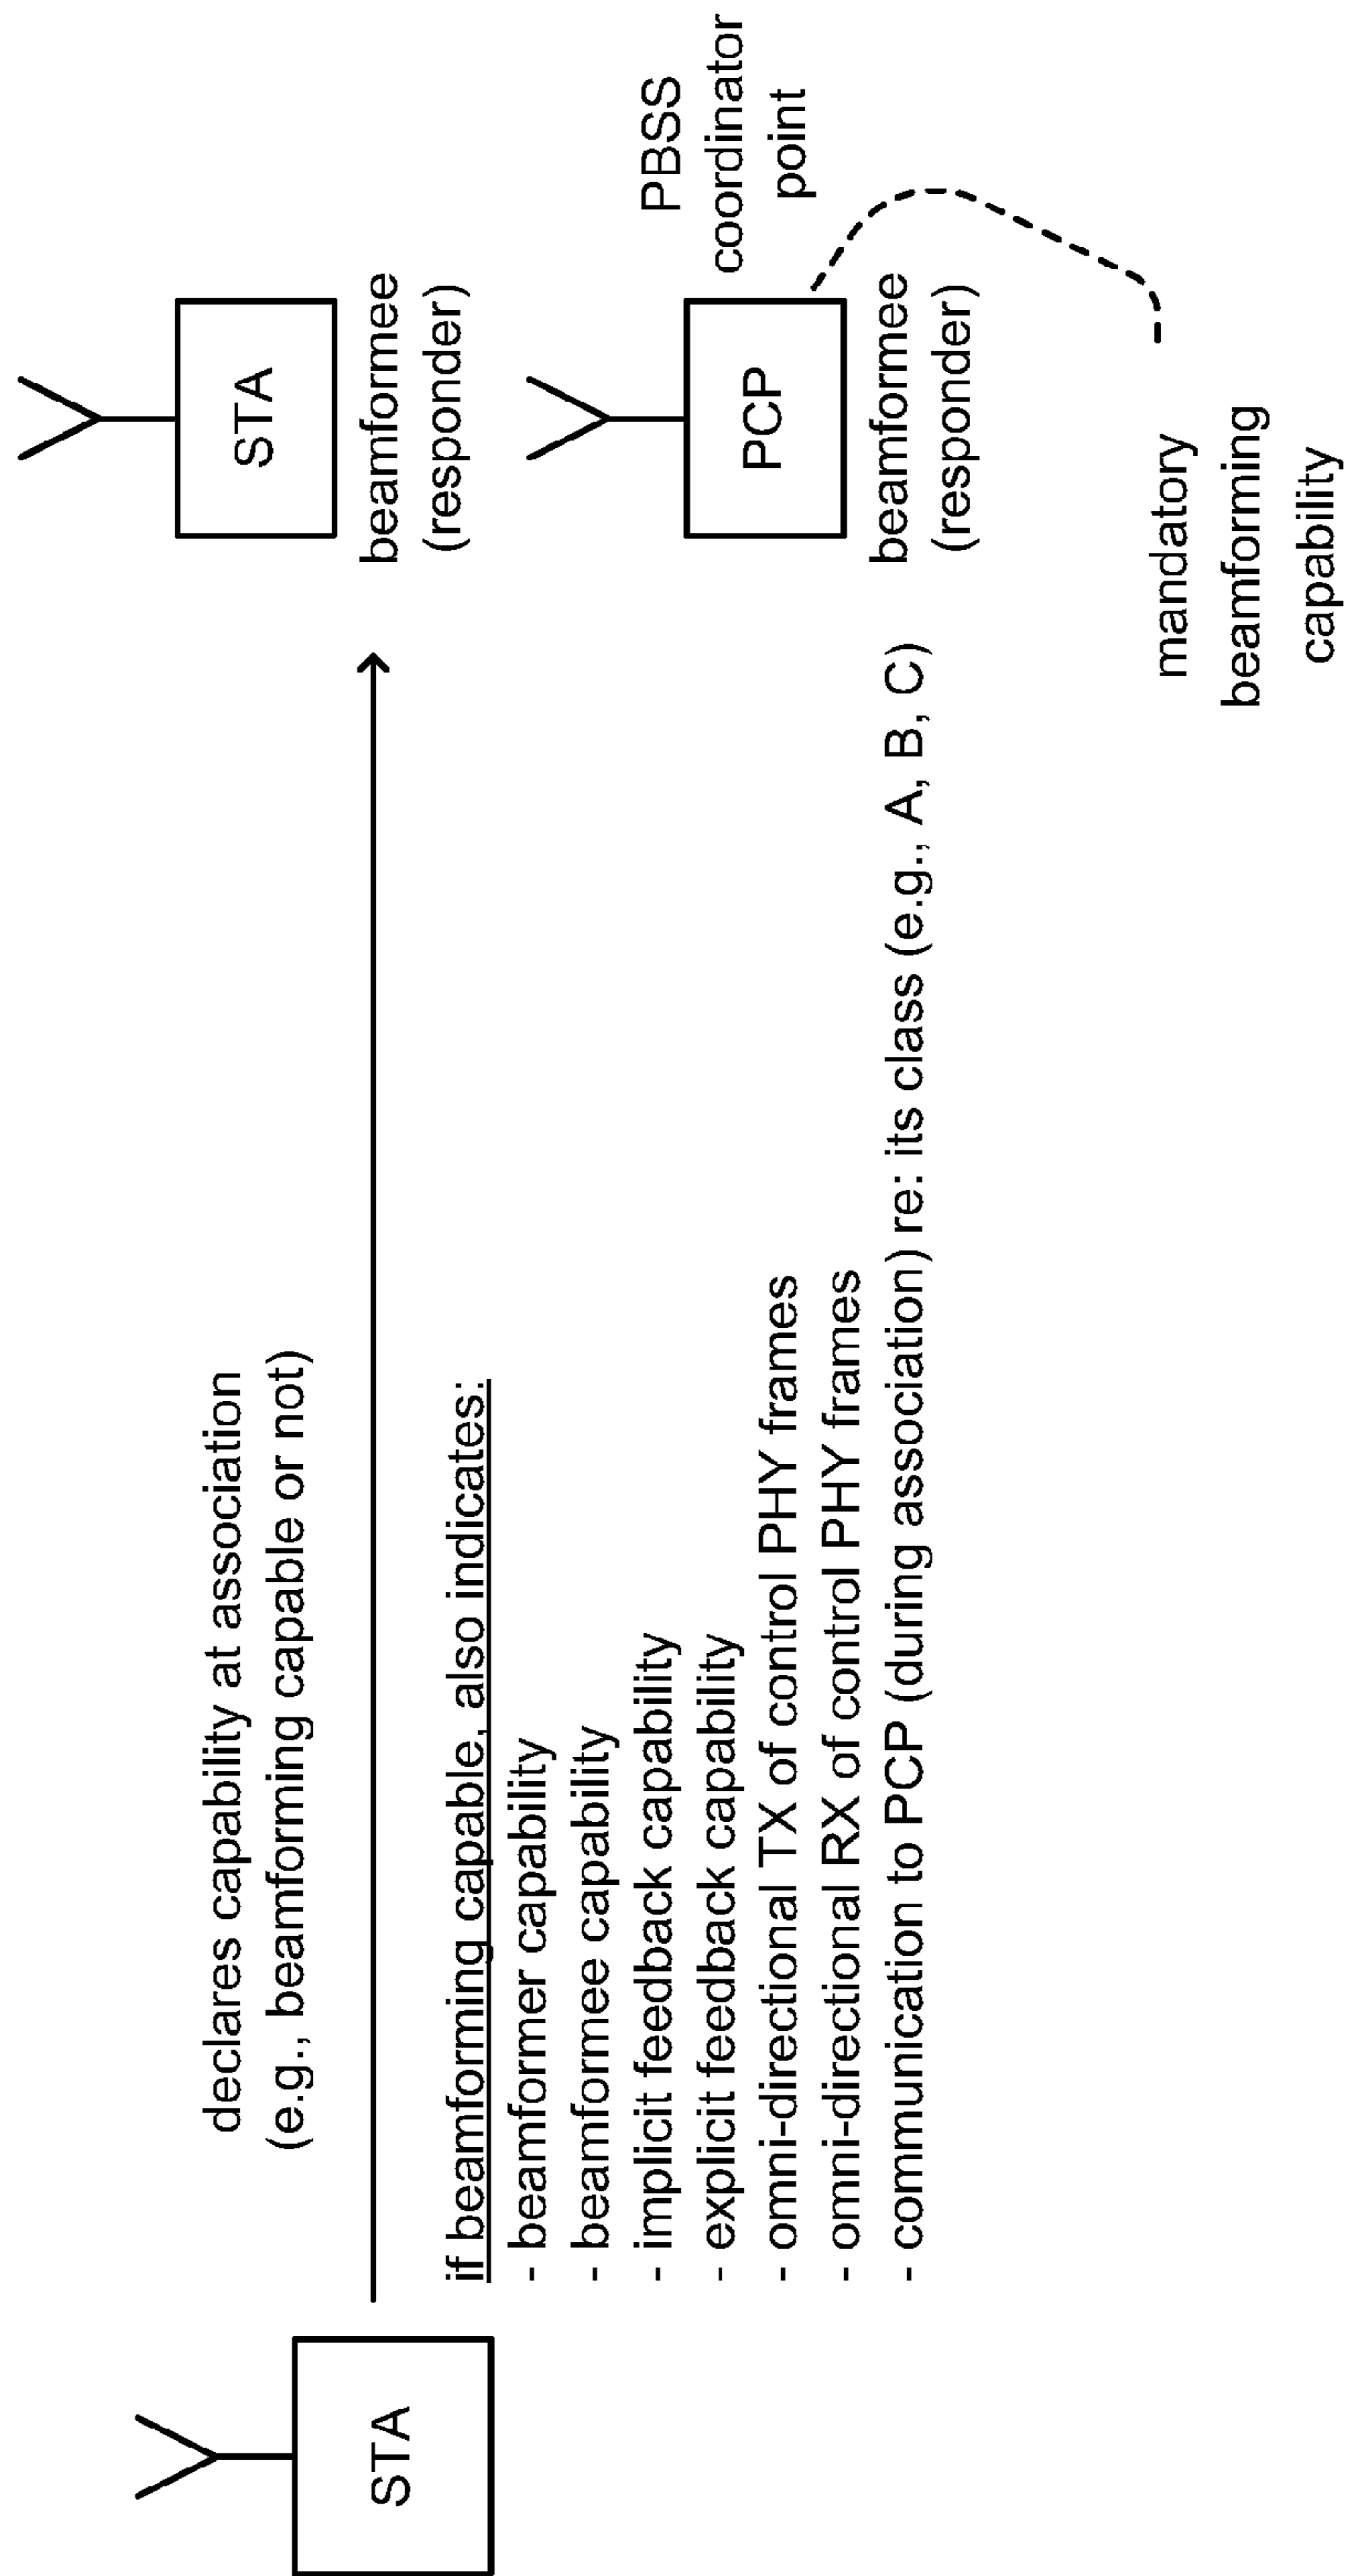 STA
declares capability at association
(e.g., beamforming capable or not)
if beamforming capable, also indicates:
- beamformer capability
- beamformee capability
- implicit feedback capability
- explicit feedback capability
- omni-directional TX of control PHY frames
- omni-directional RX of control PHY frames
- communication to PCP (during association) re: its class (e.g., A, B, C)
STA
beamformee
(responder)
PCP
beamformee
(responder)
PBSS
coordinator
point
mandatory
beamforming
capability